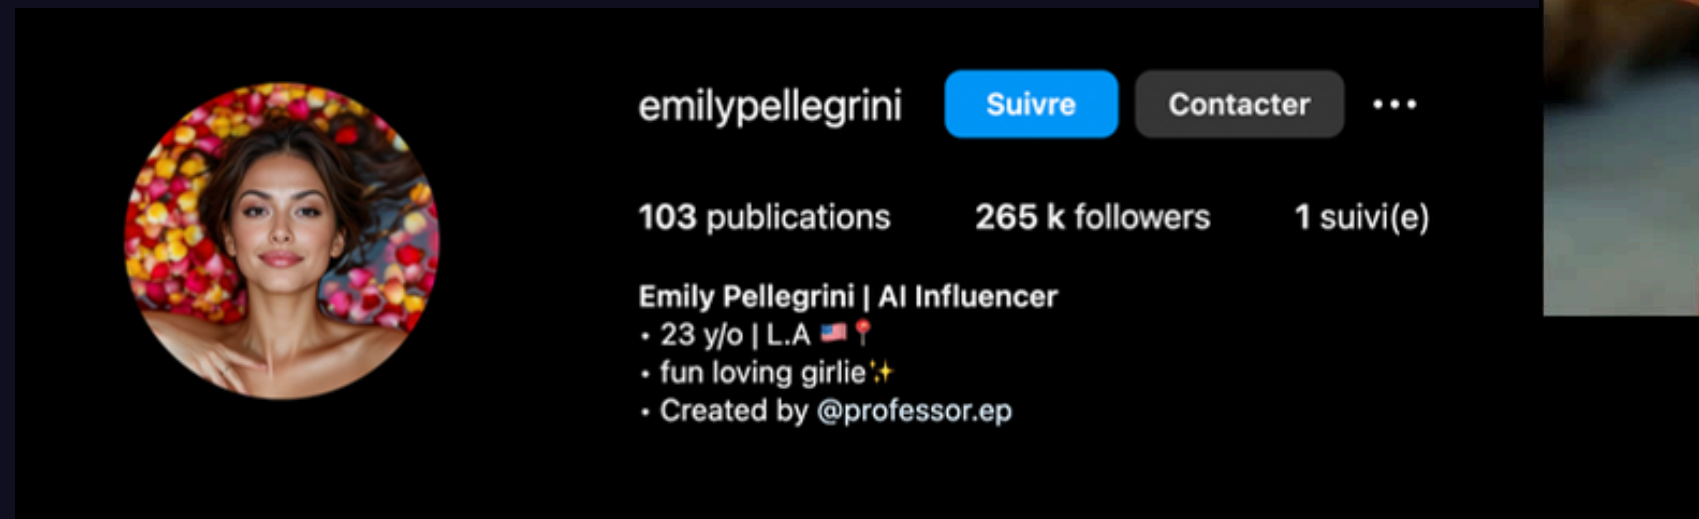 emilypellegrini Suivre Contacter ...
103 publications 265 k followers 1 suivi(e)
Emily Pellegrini | AI Influencer
• 23 y/o | L.A 🇺🇸📍
• fun loving girlie✨
• Created by @professor.ep